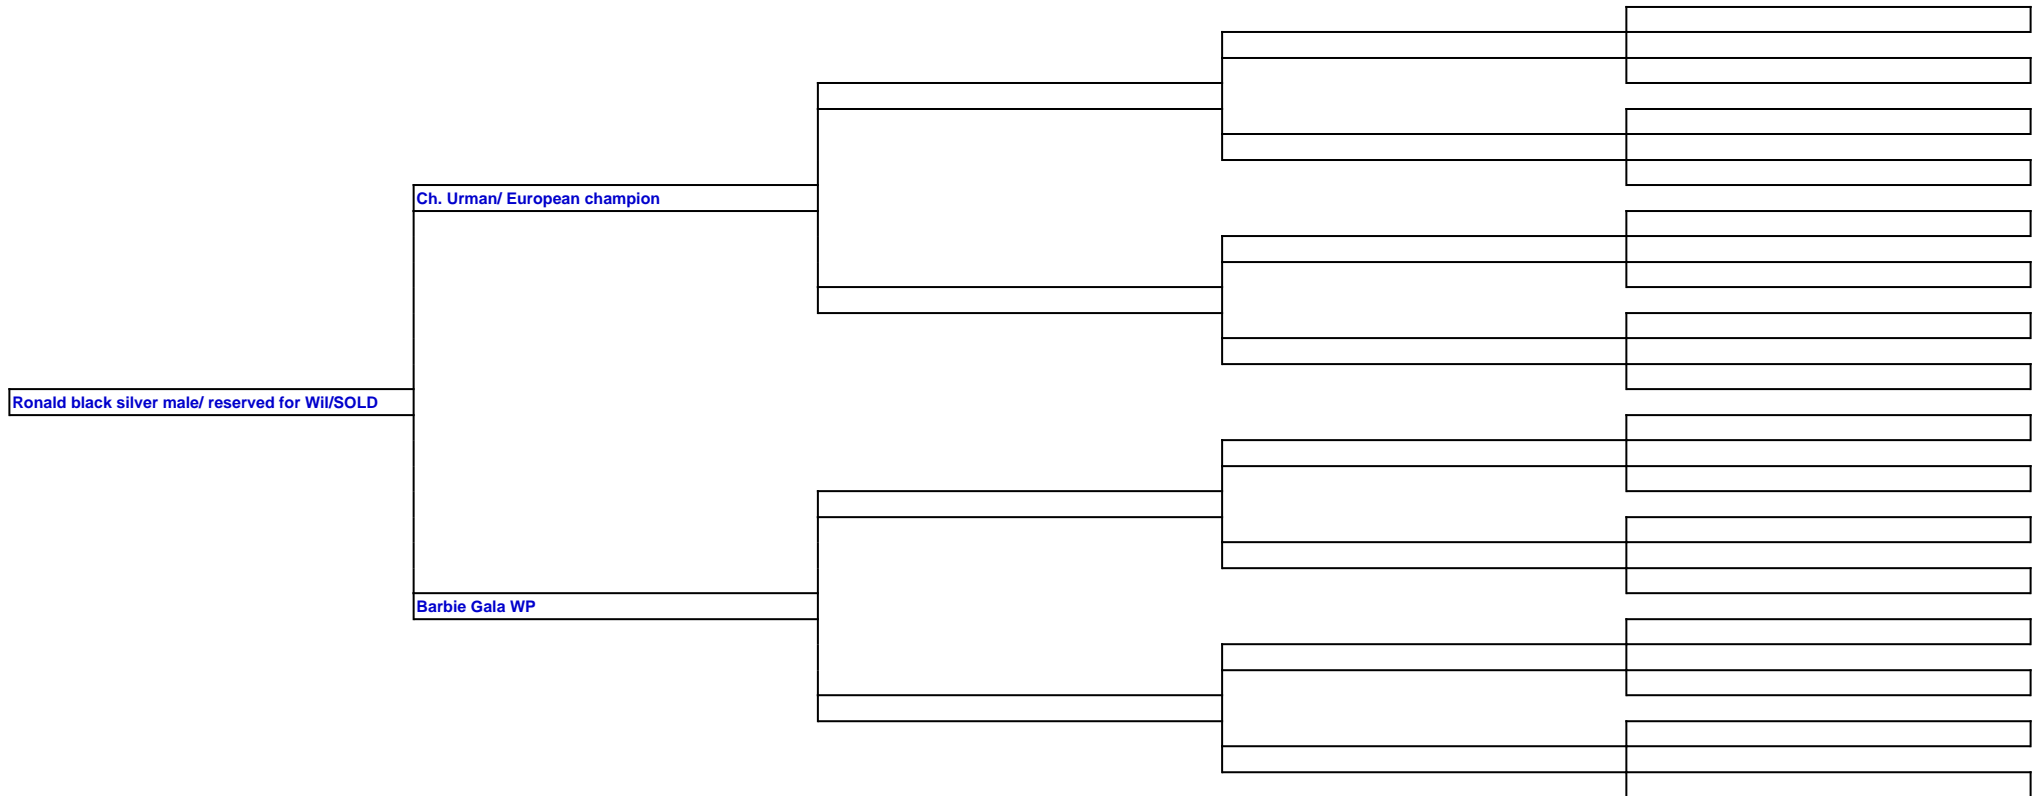 Ch. Urman/ European champion
Ronald black silver male/ reserved for Wil/SOLD
Barbie Gala WP